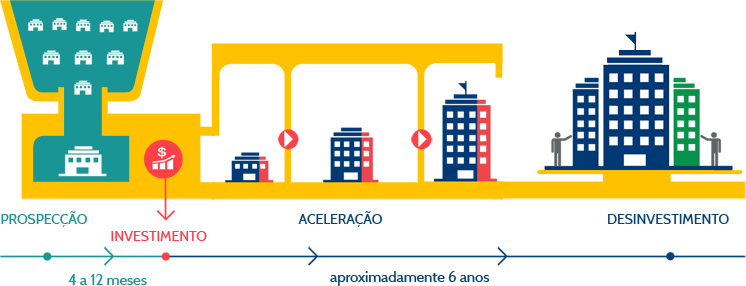 $
PROSPECÇÃO
INVESTIMENTO
ACELERAÇÃO
DESINVESTIMENTO
4 a 12 meses
aproximadamente 6 anos